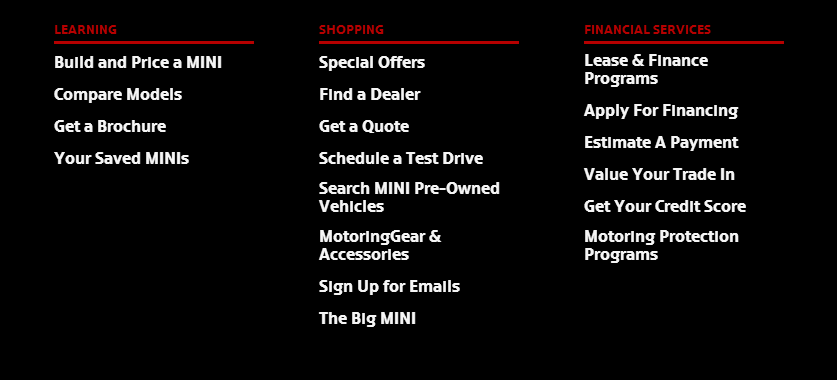 LEARNING
Build and Price a MINI
Compare Models
Get a Brochure
Your Saved MINIs
SHOPPING
Special Offers
Find a Dealer
Get a Quote
Schedule a Test Drive
Search MINI Pre-Owned
Vehicles
MotoringGear &
Accessories
Sign Up for Emails
The Big MINI
FINANCIAL SERVICES
Lease & Finance
Programs
Apply For Financing
Estimate A Payment
Value Your Trade In
Get Your Credit Score
Motoring Protection
Programs